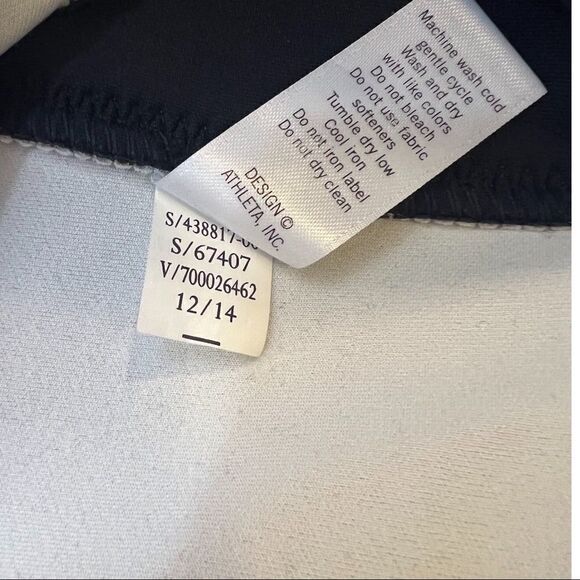 Machine wash cold
gentle cycle
Wash and dry
with like colors
Do not bleach
Do not use fabric
softeners
Tumble dry low
Cool iron
Do not iron label
Do not dry clean
DESIGN ©
ATHLETA, INC.
S/438817-00
S/67407
V/700026462
12/14